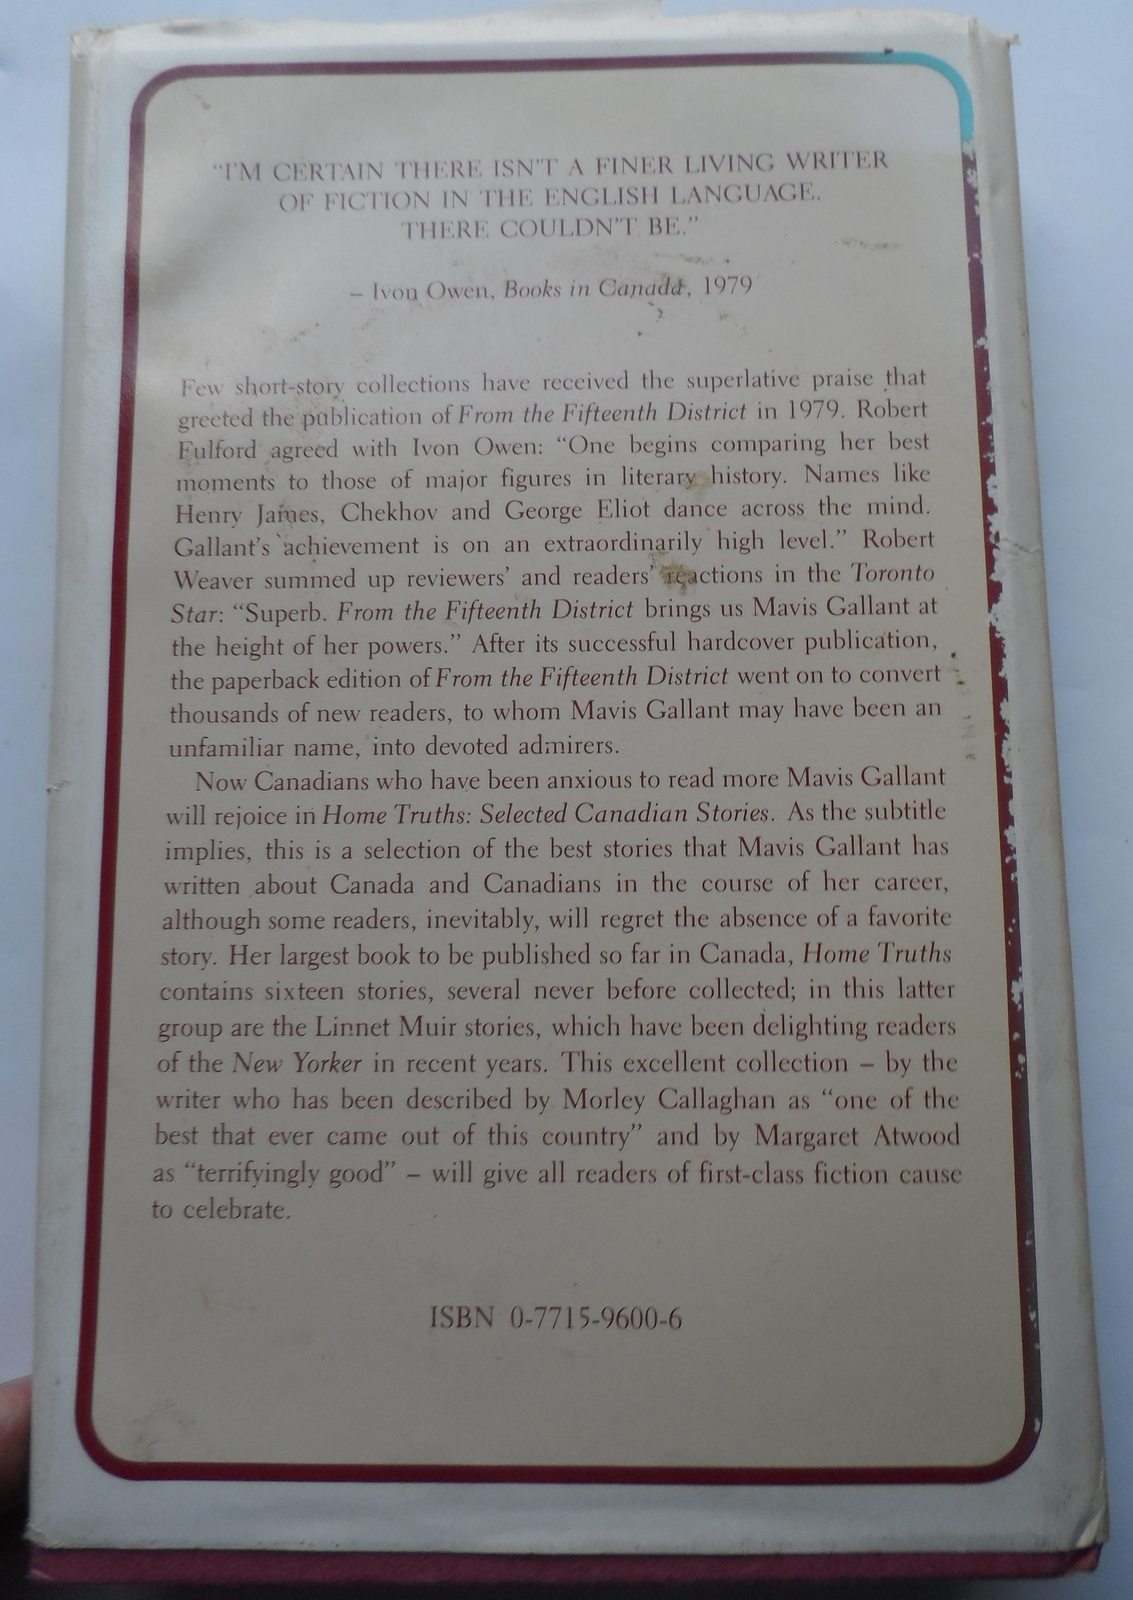 "I'M CERTAIN THERE ISN'T A FINER LIVING WRITER
OF FICTION IN THE ENGLISH LANGUAGE.
THERE COULDN'T BE."
– Ivon Owen, Books in Canada, 1979
Few short-story collections have received the superlative praise that
greeted the publication of From the Fifteenth District in 1979. Robert
Fulford agreed with Ivon Owen: "One begins comparing her best
moments to those of major figures in literary history. Names like
Henry James, Chekhov and George Eliot dance across the mind.
Gallant's achievement is on an extraordinarily high level." Robert
Weaver summed up reviewers' and readers' reactions in the Toronto
Star: "Superb. From the Fifteenth District brings us Mavis Gallant at
the height of her powers." After its successful hardcover publication,
the paperback edition of From the Fifteenth District went on to convert
thousands of new readers, to whom Mavis Gallant may have been an
unfamiliar name, into devoted admirers.
Now Canadians who have been anxious to read more Mavis Gallant
will rejoice in Home Truths: Selected Canadian Stories. As the subtitle
implies, this is a selection of the best stories that Mavis Gallant has
written about Canada and Canadians in the course of her career,
although some readers, inevitably, will regret the absence of a favorite
story. Her largest book to be published so far in Canada, Home Truths
contains sixteen stories, several never before collected; in this latter
group are the Linnet Muir stories, which have been delighting readers
of the New Yorker in recent years. This excellent collection – by the
writer who has been described by Morley Callaghan as "one of the
best that ever came out of this country" and by Margaret Atwood
as "terrifyingly good" – will give all readers of first-class fiction cause
to celebrate.
ISBN 0-7715-9600-6